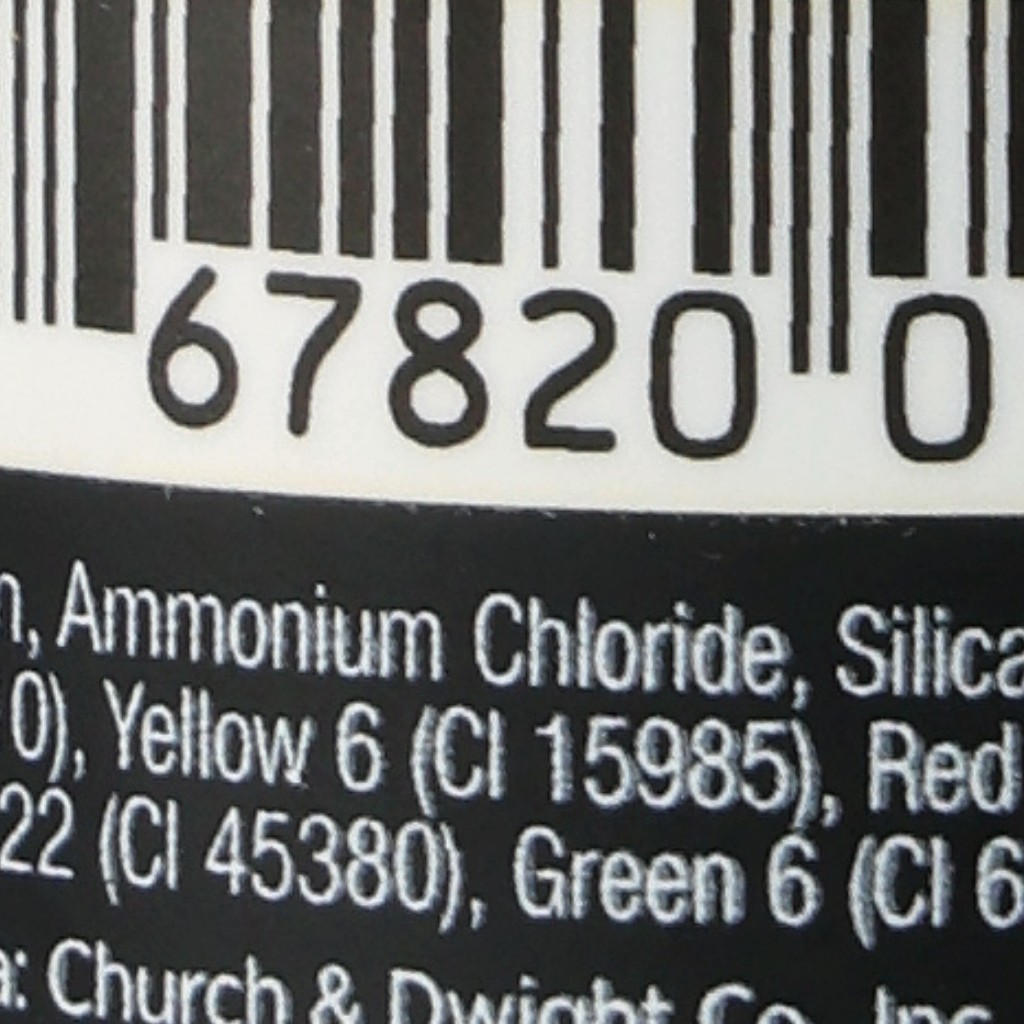 67820 0
n, Ammonium Chloride, Silica
0), Yellow 6 (CI 15985), Red
22 (CI 45380), Green 6 (CI 6
a: Church & Dwight Co., Inc.